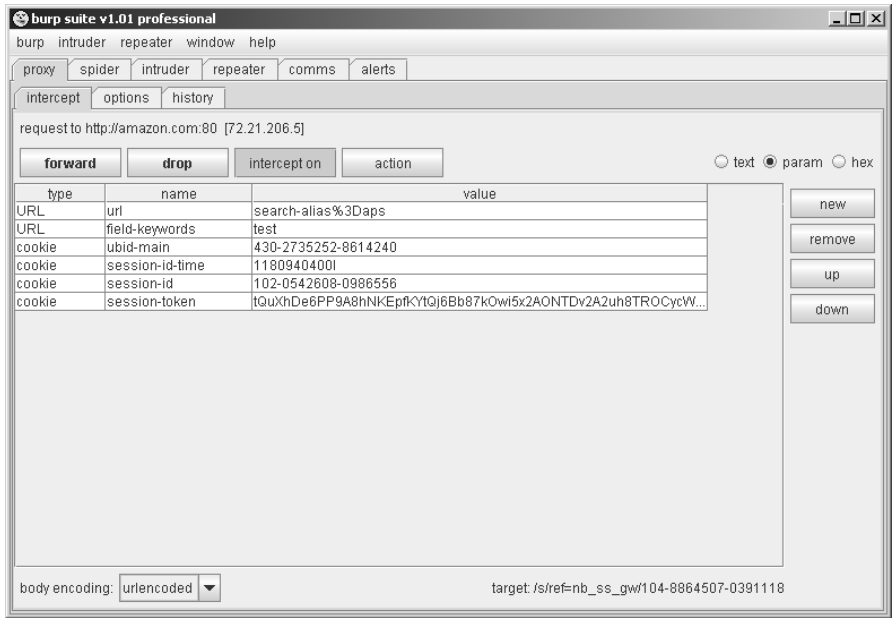 burp suite v1.01 professional
burp intruder repeater window help
proxy spider intruder repeater comms alerts
intercept options history
request to http://amazon.com:80 [72.21.206.5]
forward drop intercept on action text param hex
type name value
URL url search-alias%3Daps
URL field-keywords test
cookie ubid-main 430-2735252-8614240
cookie session-id-time 1180940400l
cookie session-id 102-0542608-0986556
cookie session-token tQuXhDe6PP9A8hNKEpfKYtQj6Bb87kOwi5x2AONTDv2A2uh8TROCycW...
new
remove
up
down
body encoding: urlencoded target: /s/ref=nb_ss_gw/104-8864507-0391118